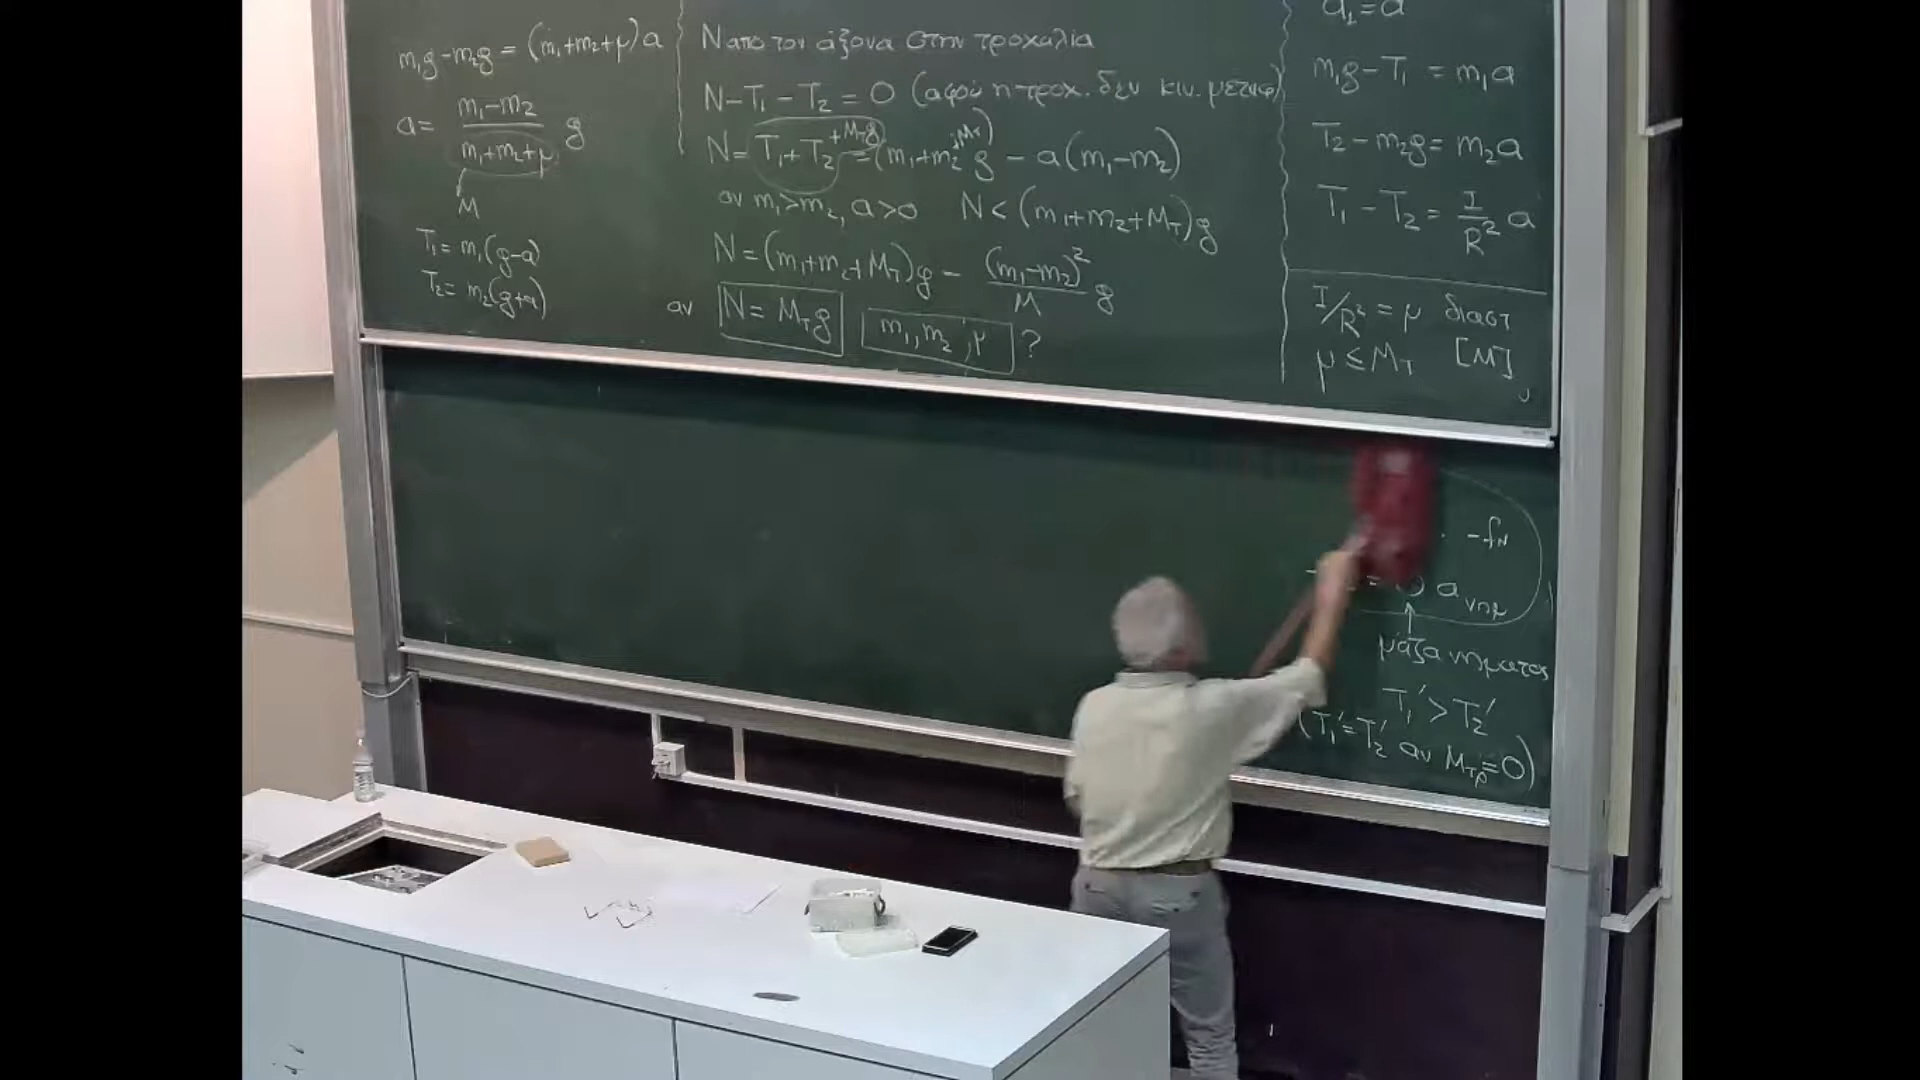 m₁g-m₂g = (m₁+m₂+μ)a
a = (m₁-m₂)/(m₁+m₂+μ) g
M
T₁ = m₁(g-a)
T₂ = m₂(g+a)
N από τον άξονα στην τροχαλία
N-T₁-T₂ = 0 (αφού η τροχ. δεν κιν. μεταφ)
N = T₁+T₂ +M_T g = (m₁+m₂+M_T)g - a(m₁-m₂)
αν m₁>m₂, a>0 N < (m₁+m₂+M_T)g
N = (m₁+m₂+M_T)g - (m₁-m₂)²/M g
αν N = M_T g m₁, m₂, μ ?
a₁=a
m₁g-T₁ = m₁a
T₂-m₂g = m₂a
T₁-T₂ = I/R² a
I/R² = μ διαστ
μ ≤ M_T [M]
-f_N
a νημ
μάζα νήματος
T₁' > T₂'
(T₁'=T₂' αν M_τρ=0)